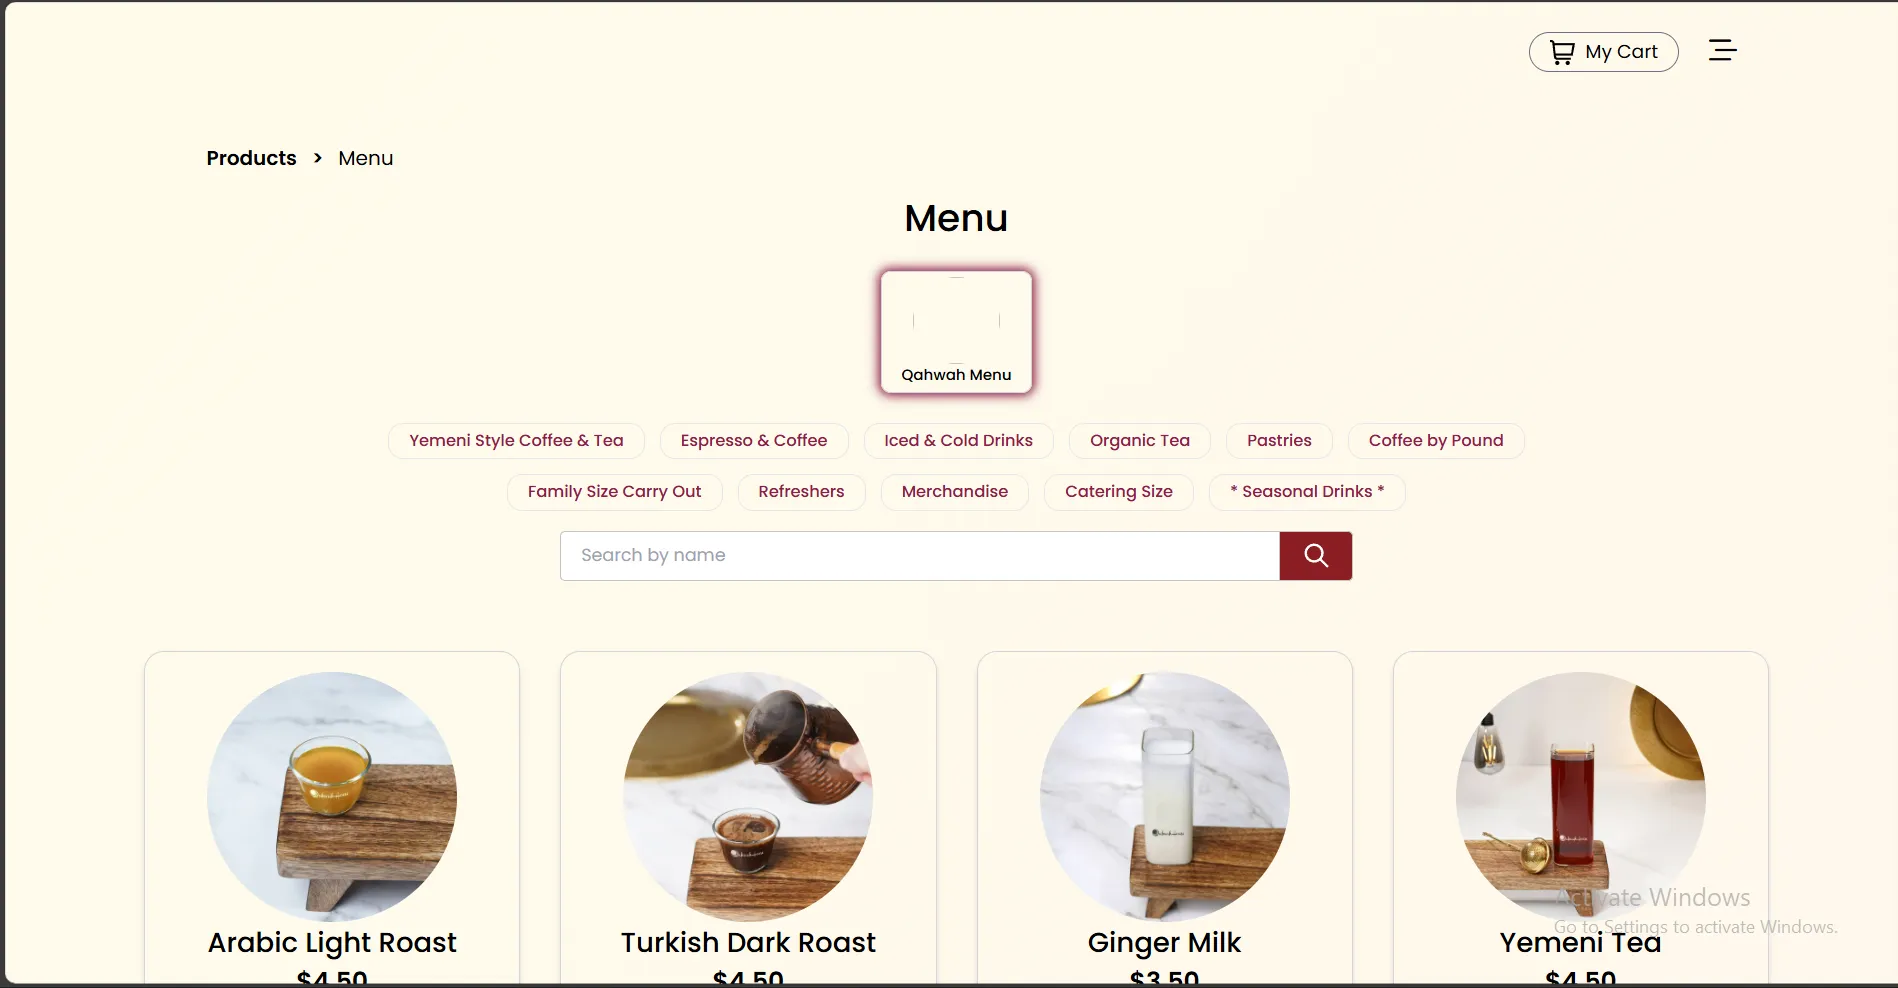 My Cart
Products > Menu
Menu
Qahwah Menu
Yemeni Style Coffee & Tea
Espresso & Coffee
Iced & Cold Drinks
Organic Tea
Pastries
Coffee by Pound
Family Size Carry Out
Refreshers
Merchandise
Catering Size
* Seasonal Drinks *
Search by name
Arabic Light Roast
$4.50
Turkish Dark Roast
$4.50
Ginger Milk
$3.50
Yemeni Tea
$4.50
Activate Windows
Go to Settings to activate Windows.